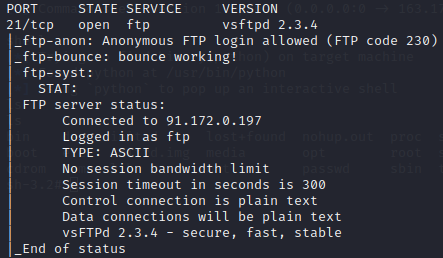 PORT STATE SERVICE VERSION
21/tcp open ftp vsftpd 2.3.4
|_ftp-anon: Anonymous FTP login allowed (FTP code 230)
|_ftp-bounce: bounce working!
| ftp-syst:
| STAT:
| FTP server status:
| Connected to 91.172.0.197
| Logged in as ftp
| TYPE: ASCII
| No session bandwidth limit
| Session timeout in seconds is 300
| Control connection is plain text
| Data connections will be plain text
| vsFTPd 2.3.4 - secure, fast, stable
|_End of status